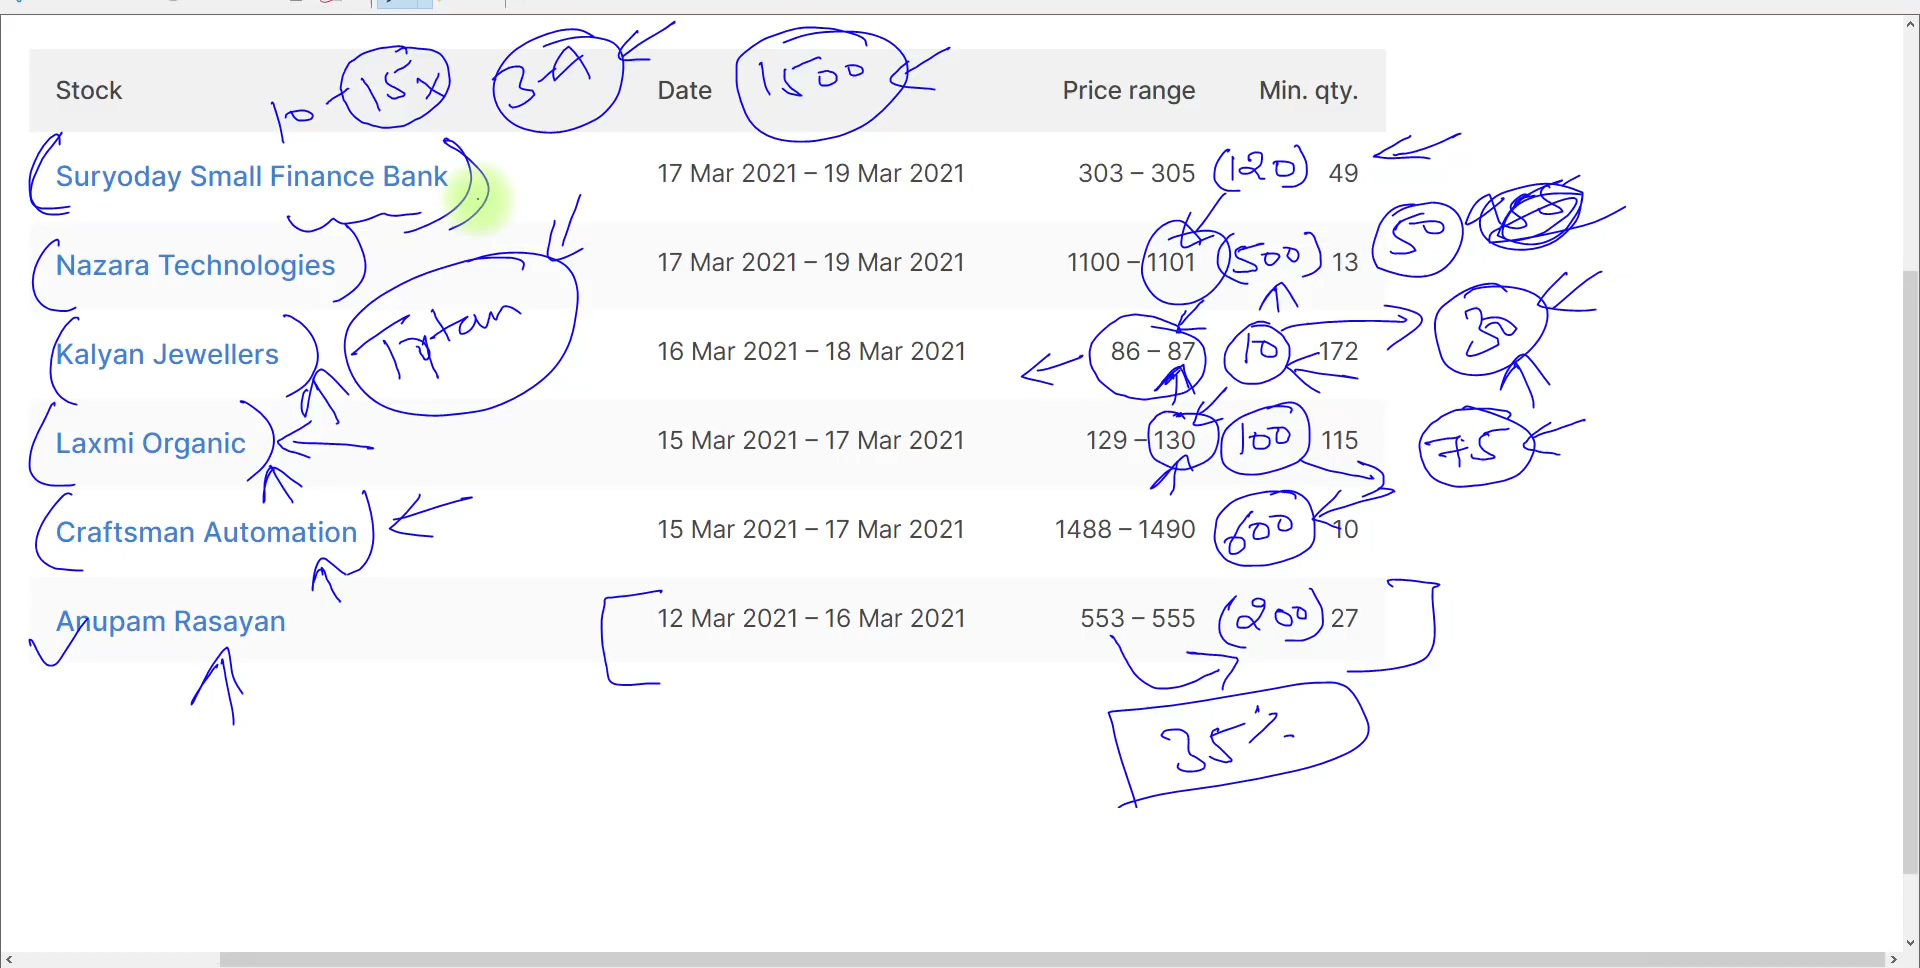 Stock 10-15x 3-4 Date 1500 Price range Min. qty.
Suryoday Small Finance Bank 17 Mar 2021 – 19 Mar 2021 303 – 305 (120) 49
Nazara Technologies 17 Mar 2021 – 19 Mar 2021 1100 – 1101 (500) 13 50
Kalyan Jewellers 16 Mar 2021 – 18 Mar 2021 86 – 87 10 172 30
Laxmi Organic 15 Mar 2021 – 17 Mar 2021 129 – 130 100 115 75
Craftsman Automation 15 Mar 2021 – 17 Mar 2021 1488 – 1490 600 10
Anupam Rasayan 12 Mar 2021 – 16 Mar 2021 553 – 555 (200) 27
35%